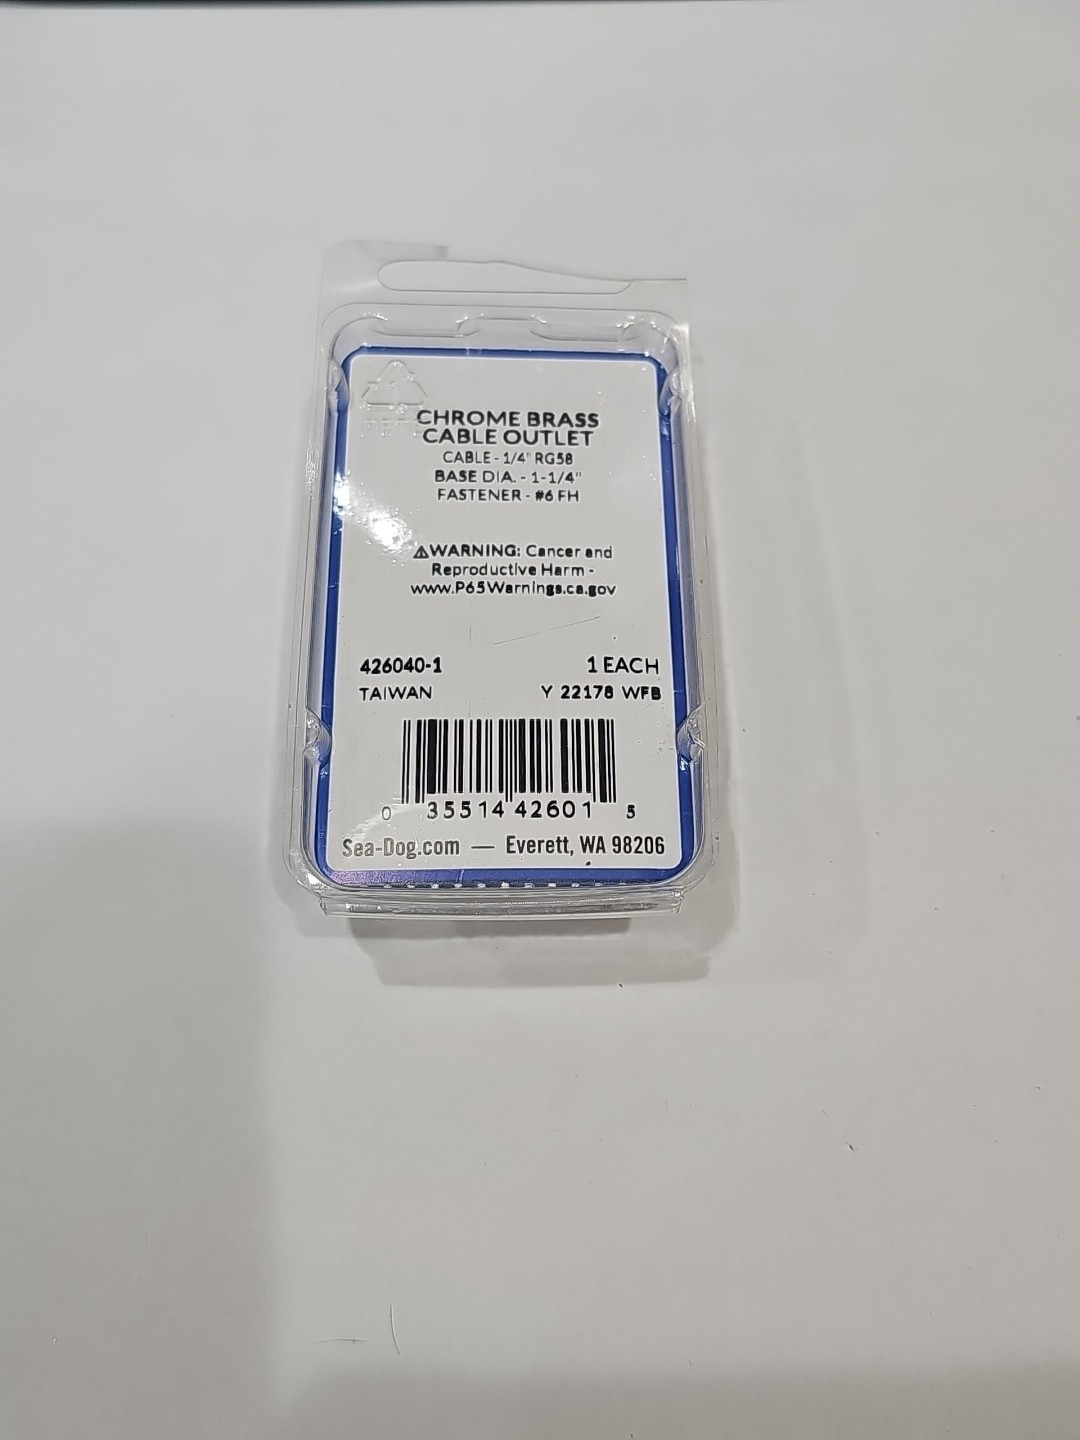 CHROME BRASS
CABLE OUTLET
CABLE - 1/4" RG58
BASE DIA. - 1-1/4"
FASTENER - #6 FH
⚠WARNING: Cancer and
Reproductive Harm -
www.P65Warnings.ca.gov
426040-1 1 EACH
TAIWAN Y 22178 WFB
0 35514 42601 5
Sea-Dog.com — Everett, WA 98206